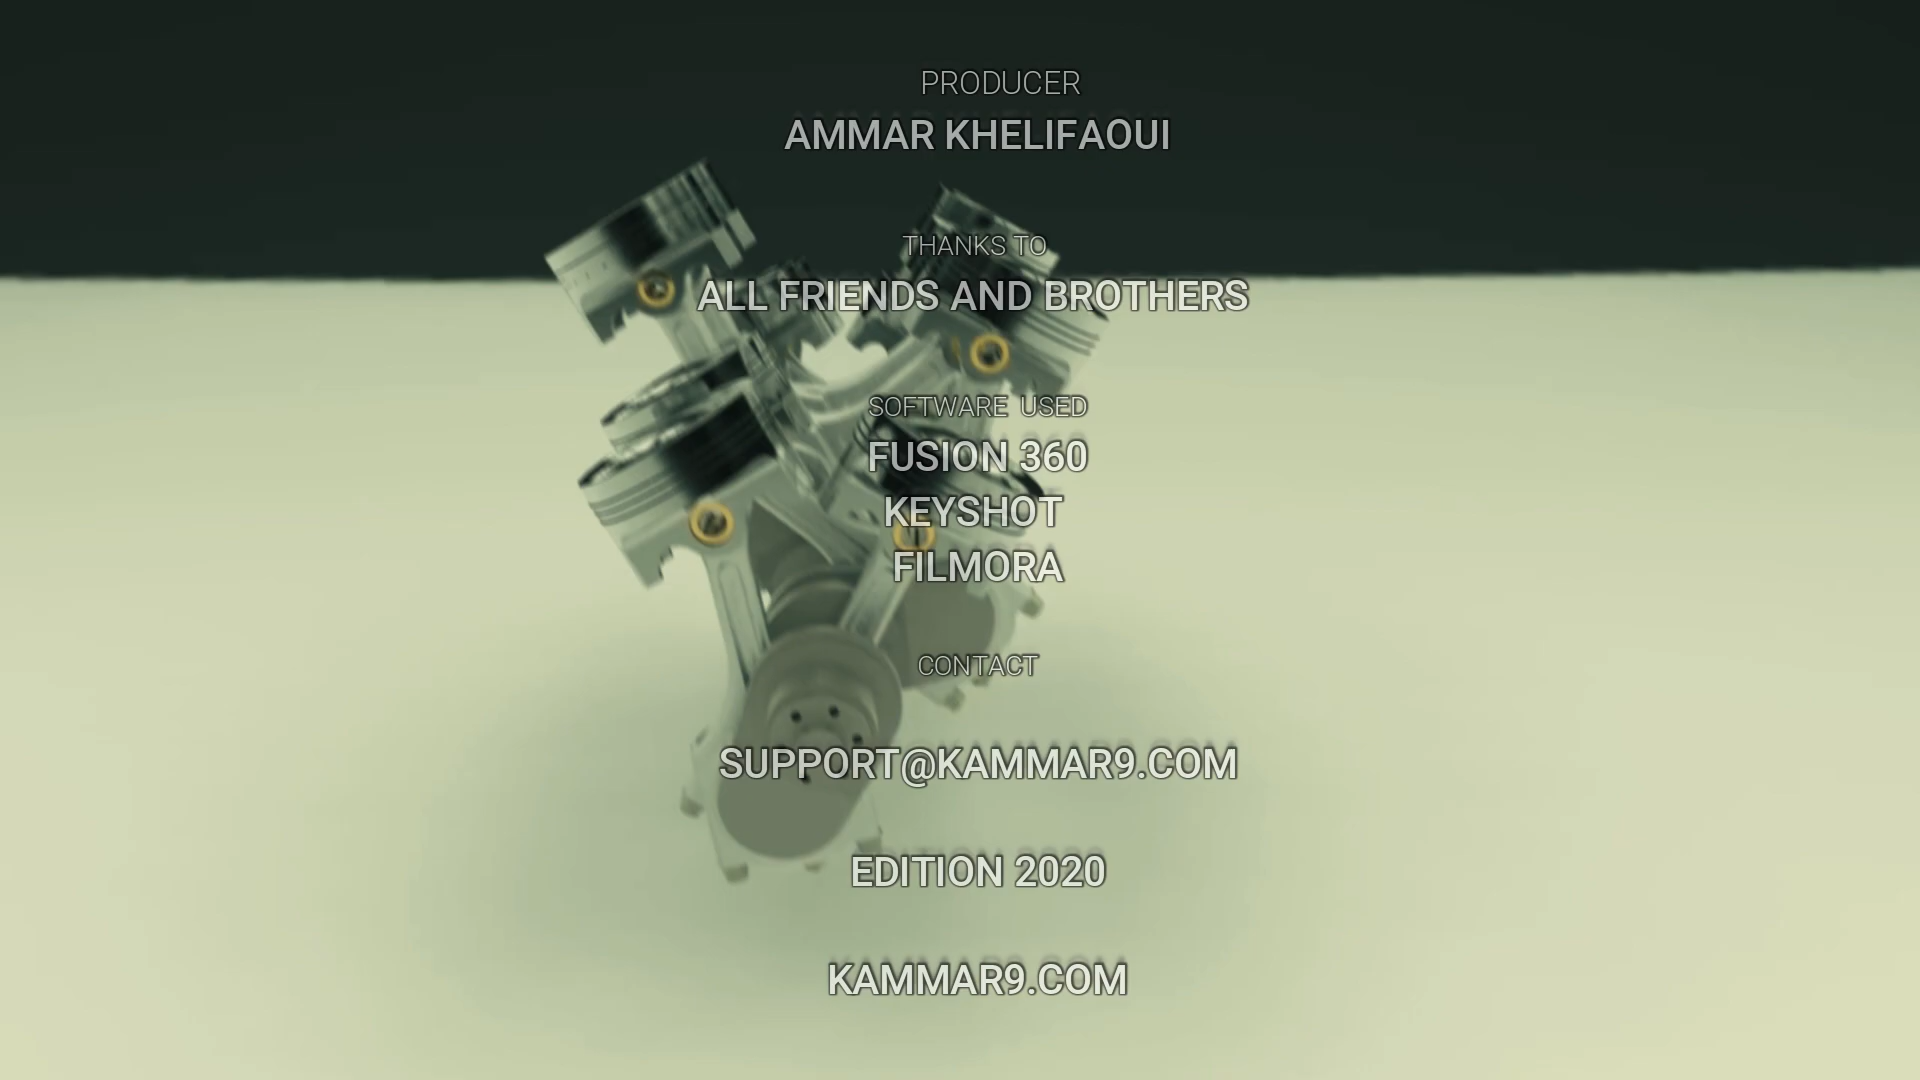 PRODUCER
AMMAR KHELIFAOUI
THANKS TO
ALL FRIENDS AND BROTHERS
SOFTWARE USED
FUSION 360
KEYSHOT
FILMORA
CONTACT
SUPPORT@KAMMAR9.COM
EDITION 2020
KAMMAR9.COM